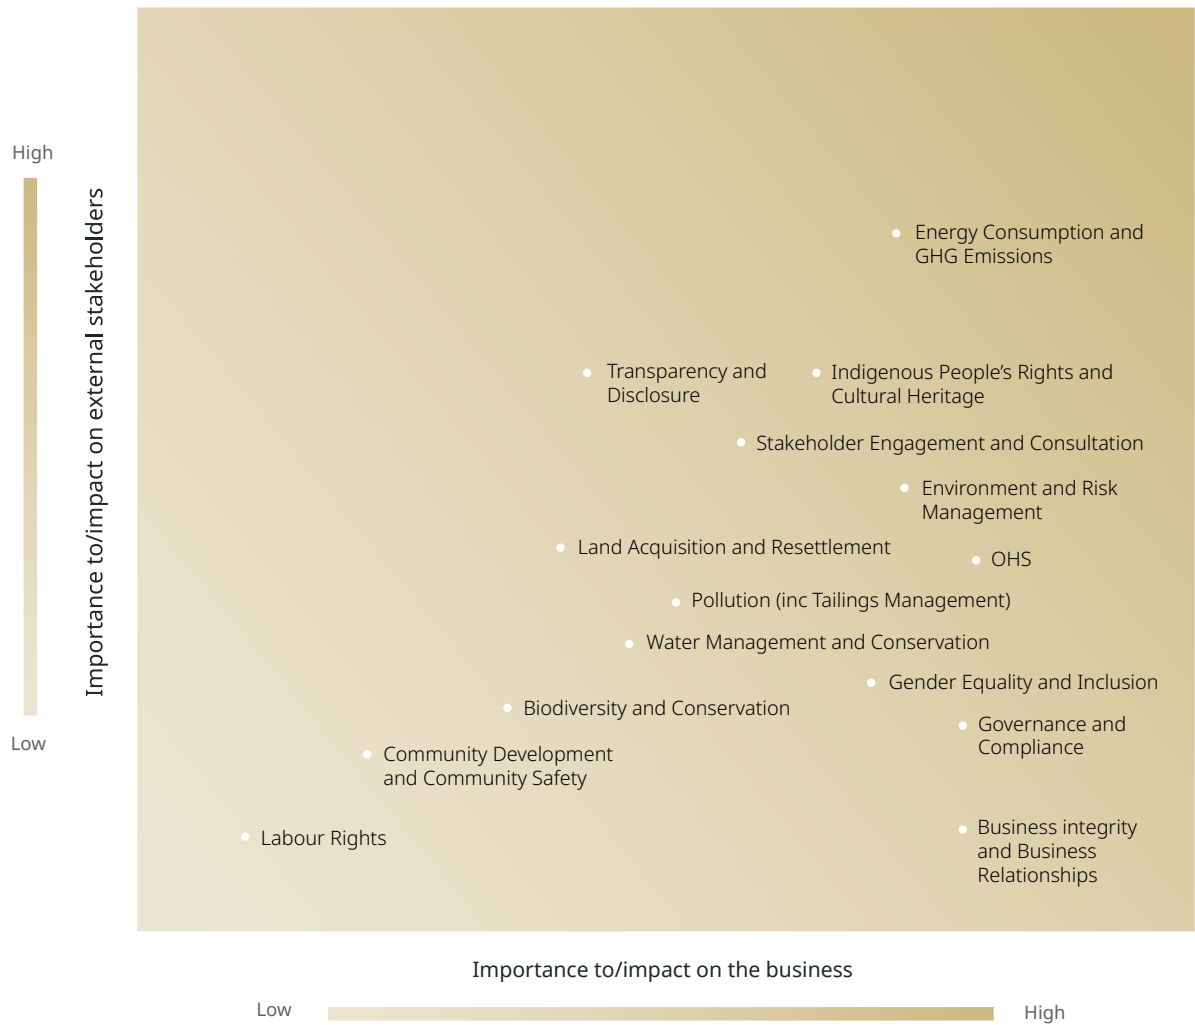 High
Importance to/impact on external stakeholders
Low
Energy Consumption and
GHG Emissions
Transparency and
Disclosure
Indigenous People’s Rights and
Cultural Heritage
Stakeholder Engagement and Consultation
Environment and Risk
Management
Land Acquisition and Resettlement
OHS
Pollution (inc Tailings Management)
Water Management and Conservation
Gender Equality and Inclusion
Biodiversity and Conservation
Governance and
Compliance
Community Development
and Community Safety
Labour Rights
Business integrity
and Business
Relationships
Importance to/impact on the business
Low
High